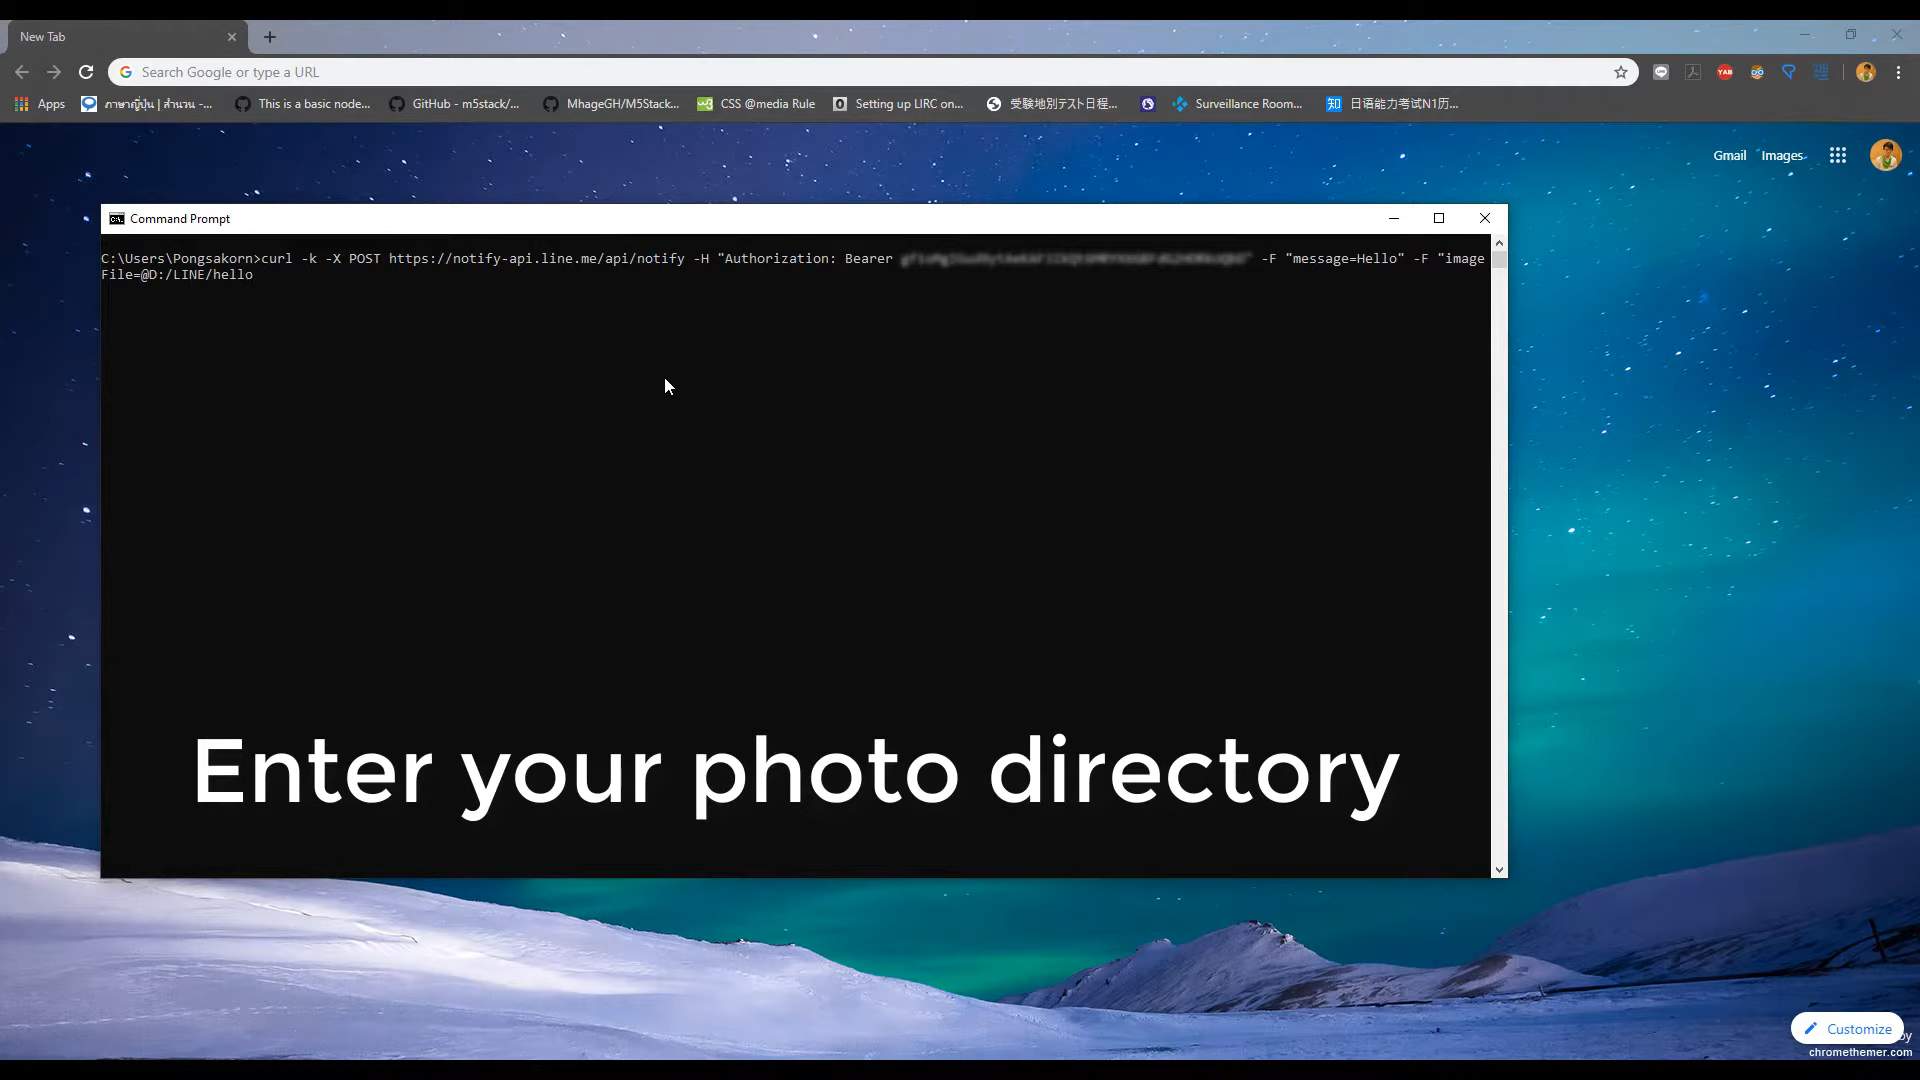 New Tab
Search Google or type a URL
Apps
ภาษาญี่ปุ่น | สำนวน -...
This is a basic node...
GitHub - m5stack/...
MhageGH/M5Stack...
CSS @media Rule
Setting up LIRC on...
受験地別テスト日程...
Surveillance Room...
知 日语能力考试N1历...
Gmail Images
Command Prompt
C:\Users\Pongsakorn>curl -k -X POST https://notify-api.line.me/api/notify -H "Authorization: Bearer -F "message=Hello" -F "image
File=@D:/LINE/hello
Enter your photo directory
Customize
by
chromethemer.com